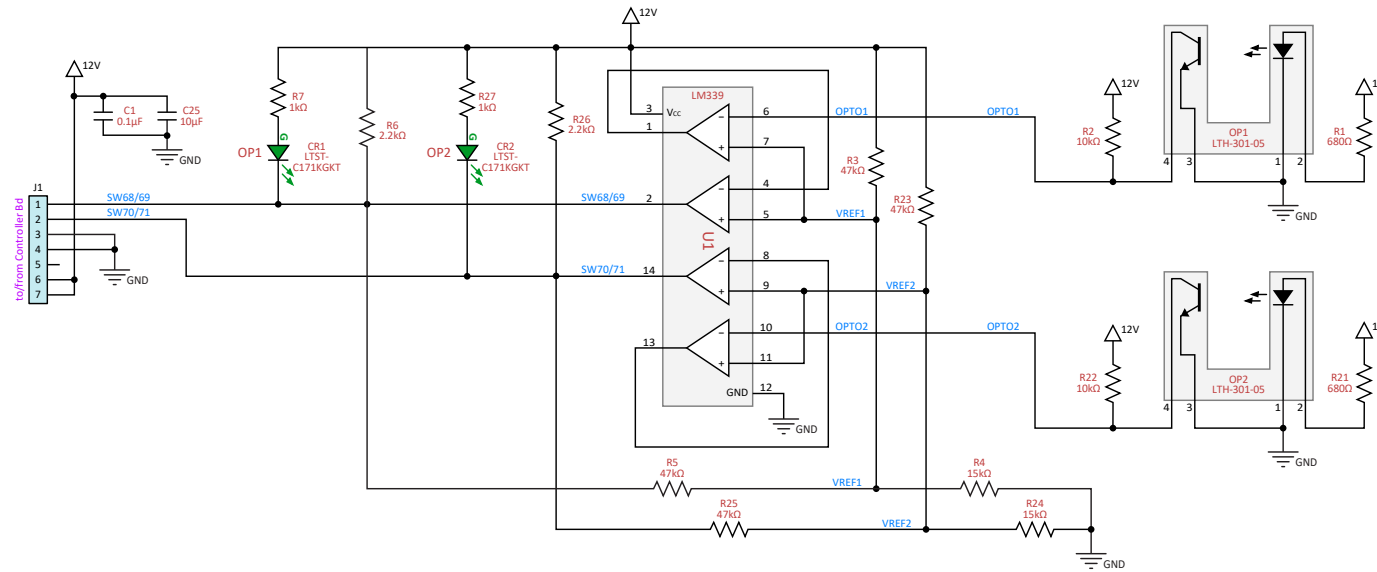 12V
12V
C1
0.1µF
C25
10µF
GND
R7
1kΩ
R6
2.2kΩ
G
OP1
CR1
LTST-
C171KGKT
R27
1kΩ
G
OP2
CR2
LTST-
C171KGKT
R26
2.2kΩ
LM339
Vcc
3
1
2
14
13
U1
6
7
4
5
8
9
10
11
GND
12
−
+
−
+
−
+
−
+
GND
OPTO1
OPTO1
VREF1
VREF2
OPTO2
OPTO2
R3
47kΩ
R23
47kΩ
12V
R2
10kΩ
OP1
LTH-301-05
4
3
1
2
GND
1
R1
680Ω
12V
R22
10kΩ
OP2
LTH-301-05
4
3
1
2
GND
1
R21
680Ω
to/from Controller Bd
J1
1
2
3
4
5
6
7
SW68/69
SW70/71
GND
SW68/69
SW70/71
R5
47kΩ
VREF1
R4
15kΩ
R25
47kΩ
VREF2
R24
15kΩ
GND